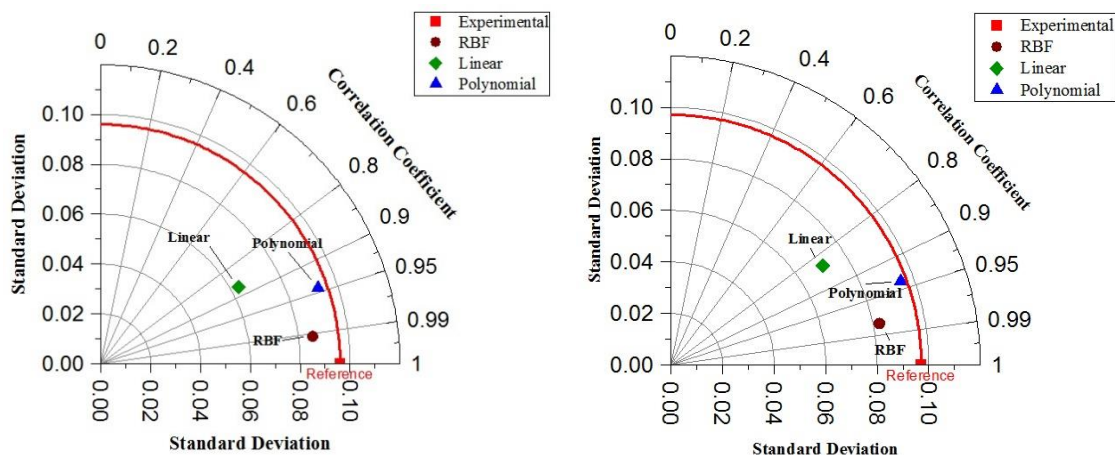 Experimental
RBF
Linear
Polynomial
0
0.2
0.4
0.6
0.8
0.9
0.95
0.99
1
Correlation Coefficient
Standard Deviation
0.10
0.08
0.06
0.04
0.02
0.00
Linear
Polynomial
RBF
Reference
0.00
0.02
0.04
0.06
0.08
0.10
Standard Deviation
Experimental
RBF
Linear
Polynomial
0
0.2
0.4
0.6
0.8
0.9
0.95
0.99
1
Correlation Coefficient
Standard Deviation
0.10
0.08
0.06
0.04
0.02
0.00
Linear
Polynomial
RBF
Reference
0.00
0.02
0.04
0.06
0.08
0.10
Standard Deviation